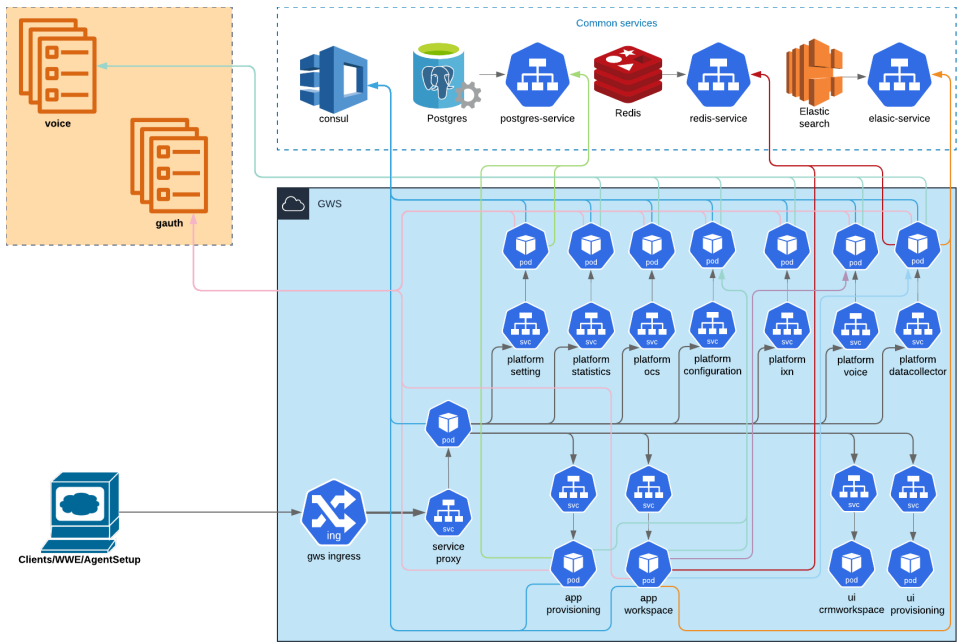 Common services
voice
gauth
consul
Postgres
postgres-service
Redis
redis-service
Elastic
search
elasic-service
GWS
pod
pod
pod
pod
pod
pod
pod
svc
svc
svc
svc
svc
svc
svc
platform
setting
platform
statistics
platform
ocs
platform
configuration
platform
ixn
platform
voice
platform
datacollector
pod
svc
svc
svc
svc
ing
svc
Clients/WWE/AgentSetup
gws ingress
service
proxy
pod
pod
pod
pod
app
provisioning
app
workspace
ui
crmworkspace
ui
provisioning